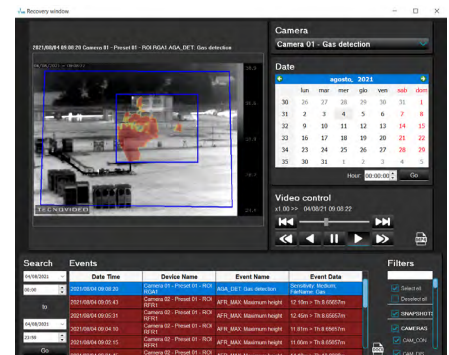 Recovery window
Camera
Camera 01 - Gas detection
2021/08/04 09:08:20 Camera 01 - Preset 01 - ROI RGA1 AGA_DET: Gas detection
Date
agosto, 2021
lun mar mer gio ven sab dom
30 26 27 28 29 30 31 1
31 2 3 4 5 6 7 8
32 9 10 11 12 13 14 15
33 16 17 18 19 20 21 22
34 23 24 25 26 27 28 29
35 30 31 1 2 3 4 5
Hour: 00:00:00 Go
TECNOVIDEO
Video control
x1.00 >> 04/08/21 09:08:22
Search
Events
Filters
04/08/2021
00:00
to
04/08/2021
23:59
Go
Date Time Device Name Event Name Event Data
2021/08/04 09:08:20 Camera 01 - Preset 01 - ROI RGA1 AGA_DET: Gas detection Sensitivity: Medium; FileName: Gas
2021/08/04 09:05:43 Camera 02 - Preset 01 - ROI RFR1 AFR_MAX: Maximum height 12.18m > Th 8.65657m
2021/08/04 09:05:31 Camera 02 - Preset 01 - ROI RFR1 AFR_MAX: Maximum height 12.45m > Th 8.65657m
2021/08/04 09:04:10 Camera 02 - Preset 01 - ROI RFR1 AFR_MAX: Maximum height
2021/08/04 09:02:15 Camera 02 - Preset 01 - ROI RFR1 AFR_MAX: Maximum height 11.00m > Th 8.65657m
Select all
Deselect all
SNAPSHOTS
CAMERAS
CAM_CON